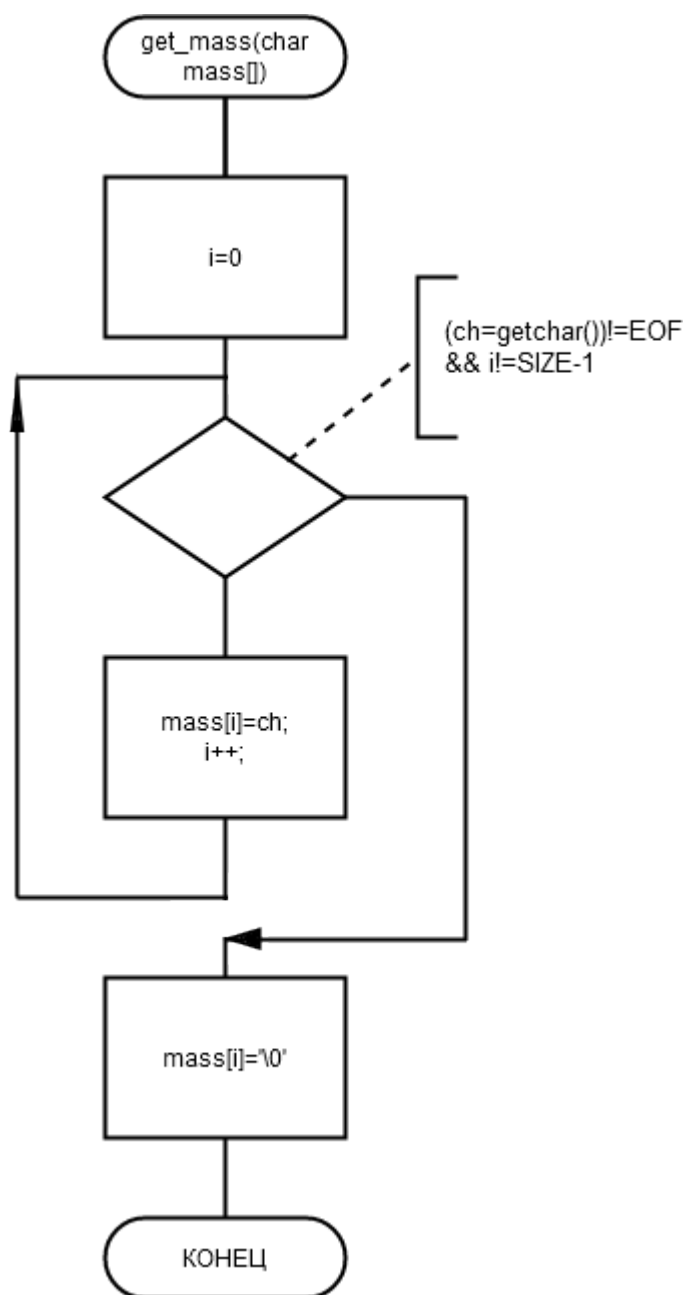 get_mass(char
mass[])
i=0
(ch=getchar())!=EOF
&& i!=SIZE-1
mass[i]=ch;
i++;
mass[i]='\0'
КОНЕЦ